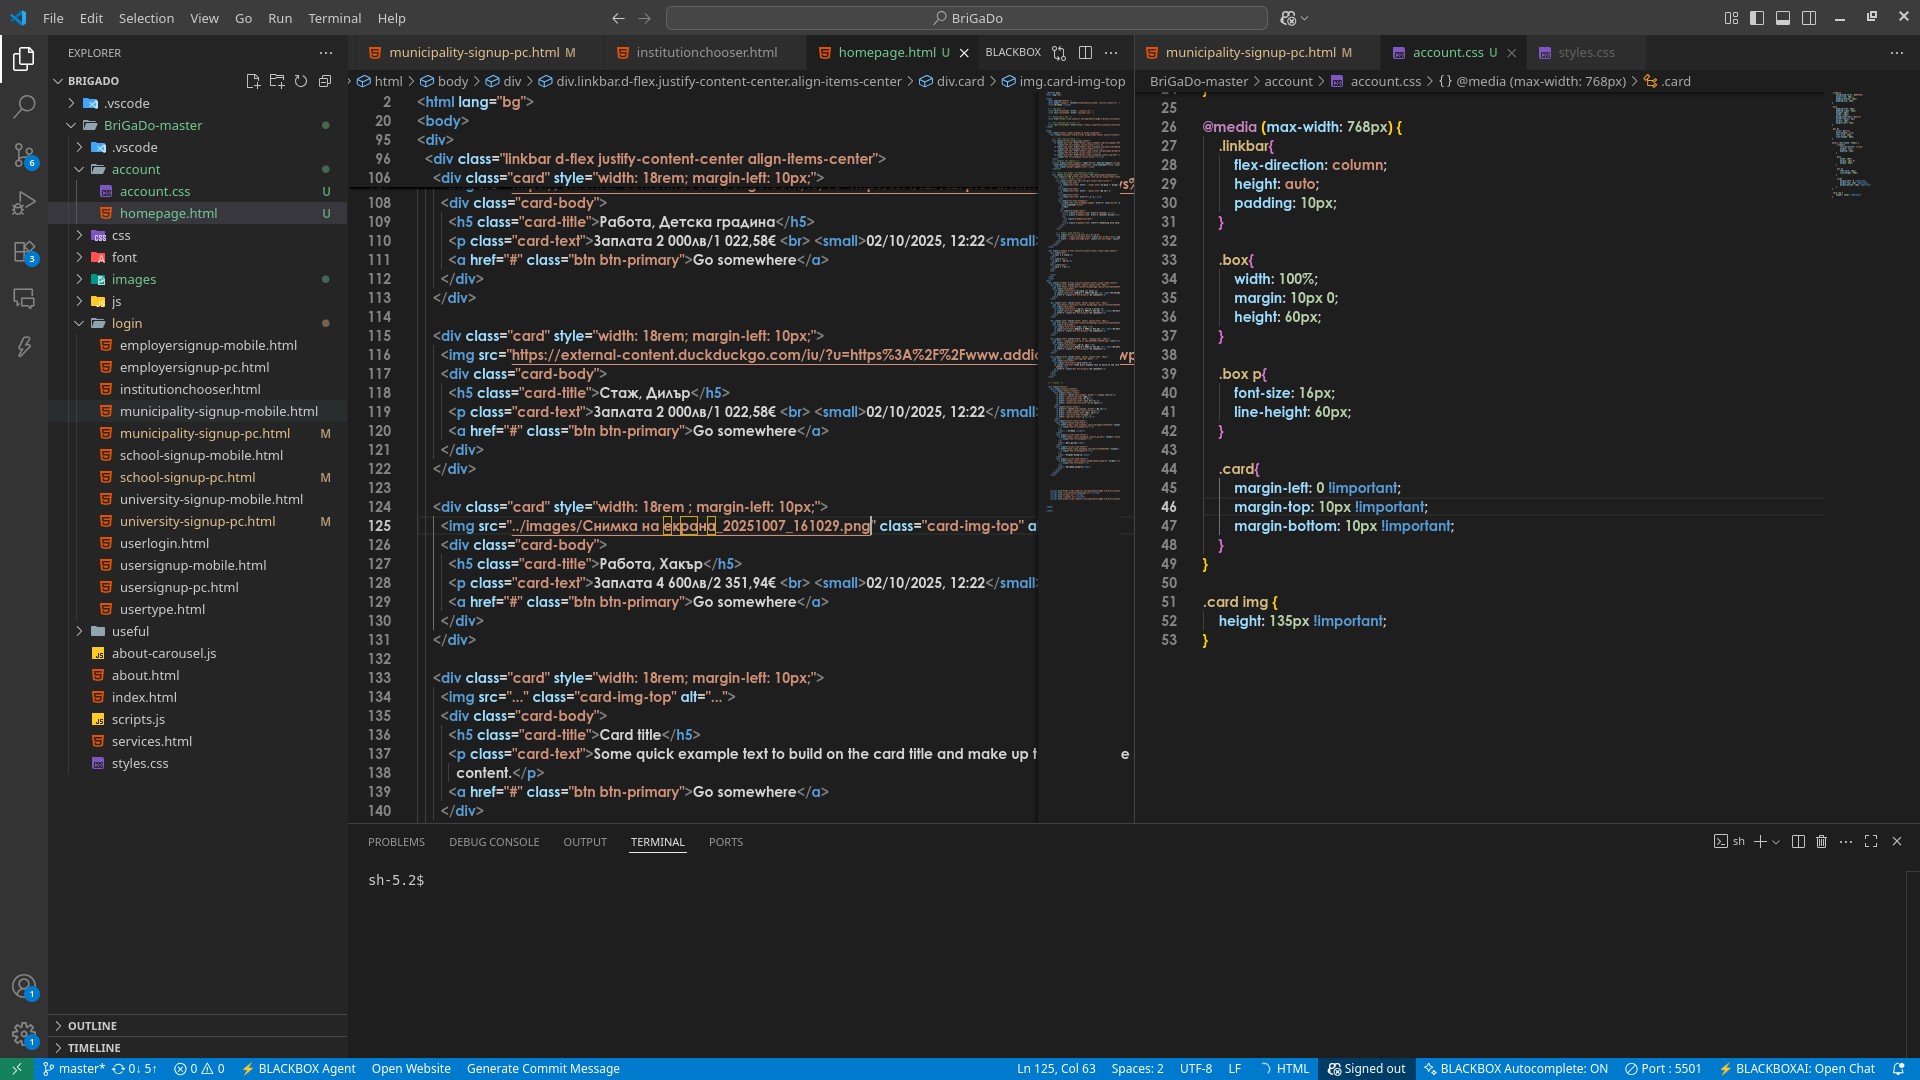 File Edit Selection View Go Run Terminal Help
BriGaDo
EXPLORER
BRIGADO
.vscode
BriGaDo-master
.vscode
account
account.css U
homepage.html U
css
font
images
js
login
employersignup-mobile.html
employersignup-pc.html
institutionchooser.html
municipality-signup-mobile.html
municipality-signup-pc.html M
school-signup-mobile.html
school-signup-pc.html M
university-signup-mobile.html
university-signup-pc.html M
userlogin.html
usersignup-mobile.html
usersignup-pc.html
usertype.html
useful
about-carousel.js
about.html
index.html
scripts.js
services.html
styles.css
OUTLINE
TIMELINE
6
3
1
1
municipality-signup-pc.html M institutionchooser.html homepage.html U BLACKBOX
html > body > div > div.linkbar.d-flex.justify-content-center.align-items-center > div.card > img.card-img-top
2 <html lang="bg">
20 <body>
95 <div>
96 <div class="linkbar d-flex justify-content-center align-items-center">
106 <div class="card" style="width: 18rem; margin-left: 10px;">
108 <div class="card-body">
109 <h5 class="card-title">Работа, Детска градина</h5>
110 <p class="card-text">Заплата 2 000лв/1 022,58€ <br> <small>02/10/2025, 12:22</small>
111 <a href="#" class="btn btn-primary">Go somewhere</a>
112 </div>
113 </div>
114
115 <div class="card" style="width: 18rem; margin-left: 10px;">
116 <img src="https://external-content.duckduckgo.com/iu/?u=https%3A%2F%2Fwww.addic
117 <div class="card-body">
118 <h5 class="card-title">Стаж, Дилър</h5>
119 <p class="card-text">Заплата 2 000лв/1 022,58€ <br> <small>02/10/2025, 12:22</small>
120 <a href="#" class="btn btn-primary">Go somewhere</a>
121 </div>
122 </div>
123
124 <div class="card" style="width: 18rem ; margin-left: 10px;">
125 <img src="../images/Снимка на екрана_20251007_161029.png" class="card-img-top" a
126 <div class="card-body">
127 <h5 class="card-title">Работа, Хакър</h5>
128 <p class="card-text">Заплата 4 600лв/2 351,94€ <br> <small>02/10/2025, 12:22</small>
129 <a href="#" class="btn btn-primary">Go somewhere</a>
130 </div>
131 </div>
132
133 <div class="card" style="width: 18rem; margin-left: 10px;">
134 <img src="..." class="card-img-top" alt="...">
135 <div class="card-body">
136 <h5 class="card-title">Card title</h5>
137 <p class="card-text">Some quick example text to build on the card title and make up t e
138 content.</p>
139 <a href="#" class="btn btn-primary">Go somewhere</a>
140 </div>
municipality-signup-pc.html M account.css U styles.css
BriGaDo-master > account > account.css > {} @media (max-width: 768px) > .card
25
26 @media (max-width: 768px) {
27 .linkbar{
28 flex-direction: column;
29 height: auto;
30 padding: 10px;
31 }
32
33 .box{
34 width: 100%;
35 margin: 10px 0;
36 height: 60px;
37 }
38
39 .box p{
40 font-size: 16px;
41 line-height: 60px;
42 }
43
44 .card{
45 margin-left: 0 !important;
46 margin-top: 10px !important;
47 margin-bottom: 10px !important;
48 }
49 }
50
51 .card img {
52 height: 135px !important;
53 }
PROBLEMS DEBUG CONSOLE OUTPUT TERMINAL PORTS
sh
sh-5.2$
master* 0↓ 5↑ 0 0 BLACKBOX Agent Open Website Generate Commit Message
Ln 125, Col 63 Spaces: 2 UTF-8 LF HTML Signed out BLACKBOX Autocomplete: ON Port : 5501 BLACKBOXAI: Open Chat